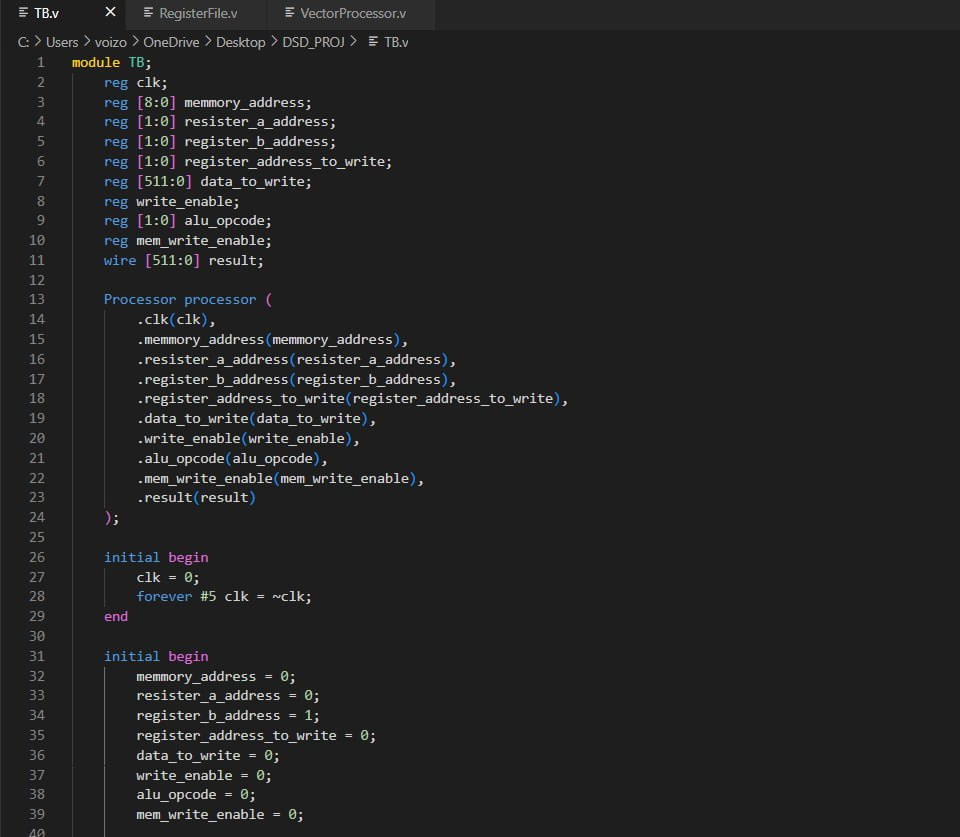 TB.v × RegisterFile.v VectorProcessor.v
C: > Users > voizo > OneDrive > Desktop > DSD_PROJ > TB.v
1 module TB;
2 reg clk;
3 reg [8:0] memmory_address;
4 reg [1:0] resister_a_address;
5 reg [1:0] register_b_address;
6 reg [1:0] register_address_to_write;
7 reg [511:0] data_to_write;
8 reg write_enable;
9 reg [1:0] alu_opcode;
10 reg mem_write_enable;
11 wire [511:0] result;
12
13 Processor processor (
14 .clk(clk),
15 .memmory_address(memmory_address),
16 .resister_a_address(resister_a_address),
17 .register_b_address(register_b_address),
18 .register_address_to_write(register_address_to_write),
19 .data_to_write(data_to_write),
20 .write_enable(write_enable),
21 .alu_opcode(alu_opcode),
22 .mem_write_enable(mem_write_enable),
23 .result(result)
24 );
25
26 initial begin
27 clk = 0;
28 forever #5 clk = ~clk;
29 end
30
31 initial begin
32 memmory_address = 0;
33 resister_a_address = 0;
34 register_b_address = 1;
35 register_address_to_write = 0;
36 data_to_write = 0;
37 write_enable = 0;
38 alu_opcode = 0;
39 mem_write_enable = 0;
40